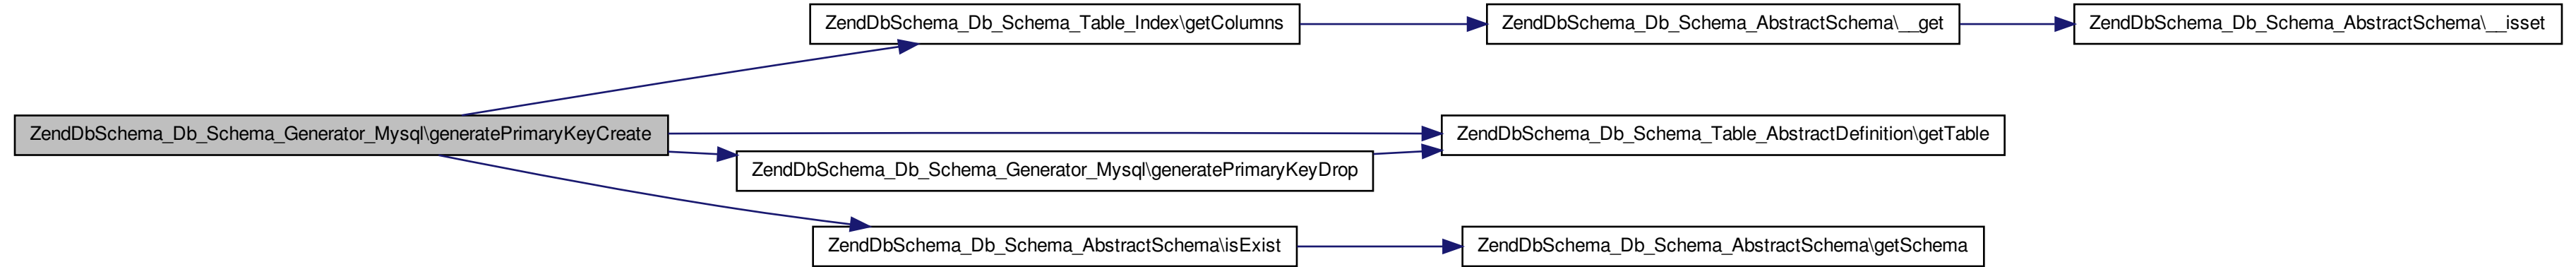 ZendDbSchema_Db_Schema_Table_Index\getColumns
ZendDbSchema_Db_Schema_AbstractSchema\__get
ZendDbSchema_Db_Schema_AbstractSchema\__isset
ZendDbSchema_Db_Schema_Generator_Mysql\generatePrimaryKeyCreate
ZendDbSchema_Db_Schema_Table_AbstractDefinition\getTable
ZendDbSchema_Db_Schema_Generator_Mysql\generatePrimaryKeyDrop
ZendDbSchema_Db_Schema_AbstractSchema\isExist
ZendDbSchema_Db_Schema_AbstractSchema\getSchema